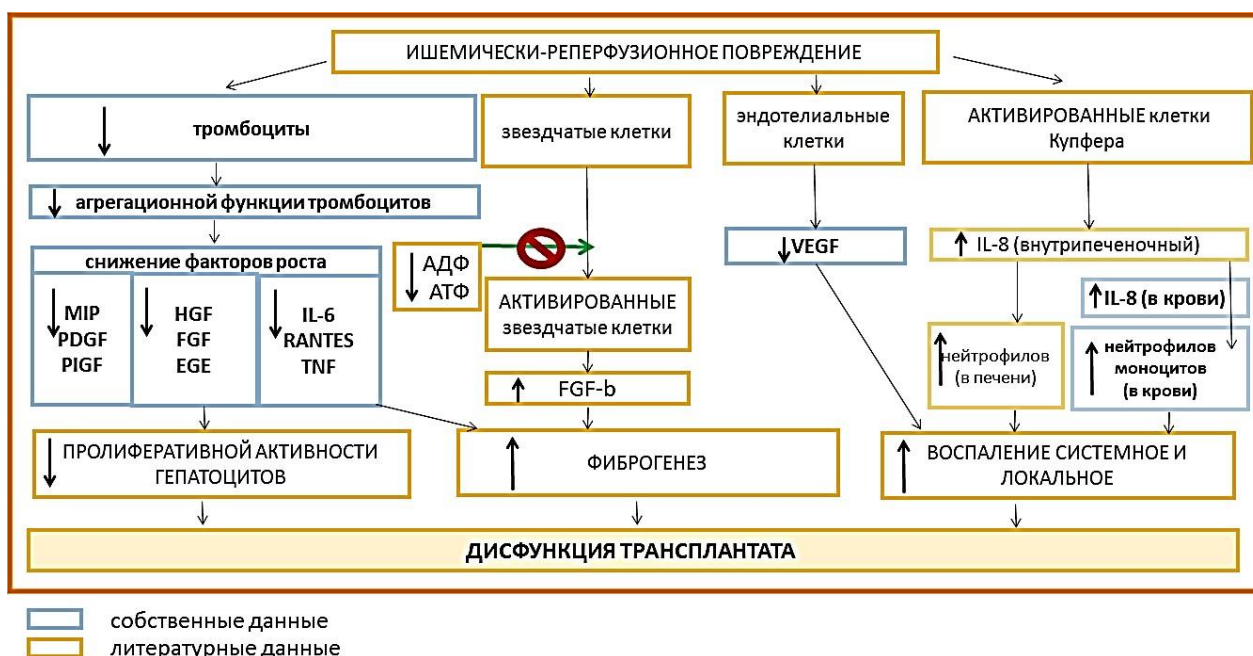 ИШЕМИЧЕСКИ-РЕПЕРФУЗИОННОЕ ПОВРЕЖДЕНИЕ
тромбоциты
звездчатые клетки
эндотелиальные
клетки
АКТИВИРОВАННЫЕ клетки
Купфера
агрегационной функции тромбоцитов
снижение факторов роста
MIP
PDGF
PIGF
HGF
FGF
EGE
IL-6
RANTES
TNF
АДФ
АТФ
АКТИВИРОВАННЫЕ
звездчатые клетки
FGF-b
VEGF
IL-8 (внутрипеченочный)
IL-8 (в крови)
нейтрофилов
(в печени)
нейтрофилов
моноцитов
(в крови)
ПРОЛИФЕРАТИВНОЙ АКТИВНОСТИ
ГЕПАТОЦИТОВ
ФИБРОГЕНЕЗ
ВОСПАЛЕНИЕ СИСТЕМНОЕ И
ЛОКАЛЬНОЕ
ДИСФУНКЦИЯ ТРАНСПЛАНТАТА
собственные данные
литературные данные